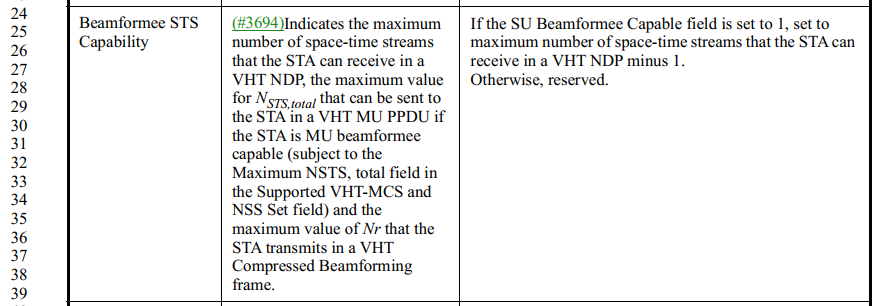 24
25
26
27
28
29
30
31
32
33
34
35
36
37
38
39
Beamformee STS
Capability
(#3694)Indicates the maximum
number of space-time streams
that the STA can receive in a
VHT NDP, the maximum value
for NSTS,total that can be sent to
the STA in a VHT MU PPDU if
the STA is MU beamformee
capable (subject to the
Maximum NSTS, total field in
the Supported VHT-MCS and
NSS Set field) and the
maximum value of Nr that the
STA transmits in a VHT
Compressed Beamforming
frame.
If the SU Beamformee Capable field is set to 1, set to
maximum number of space-time streams that the STA can
receive in a VHT NDP minus 1.
Otherwise, reserved.